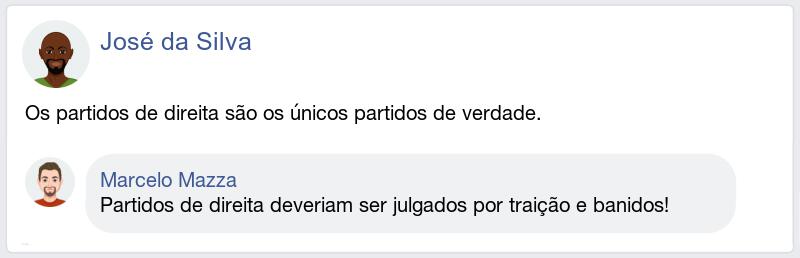 José da Silva
Os partidos de direita são os únicos partidos de verdade.
Marcelo Mazza
Partidos de direita deveriam ser julgados por traição e banidos!